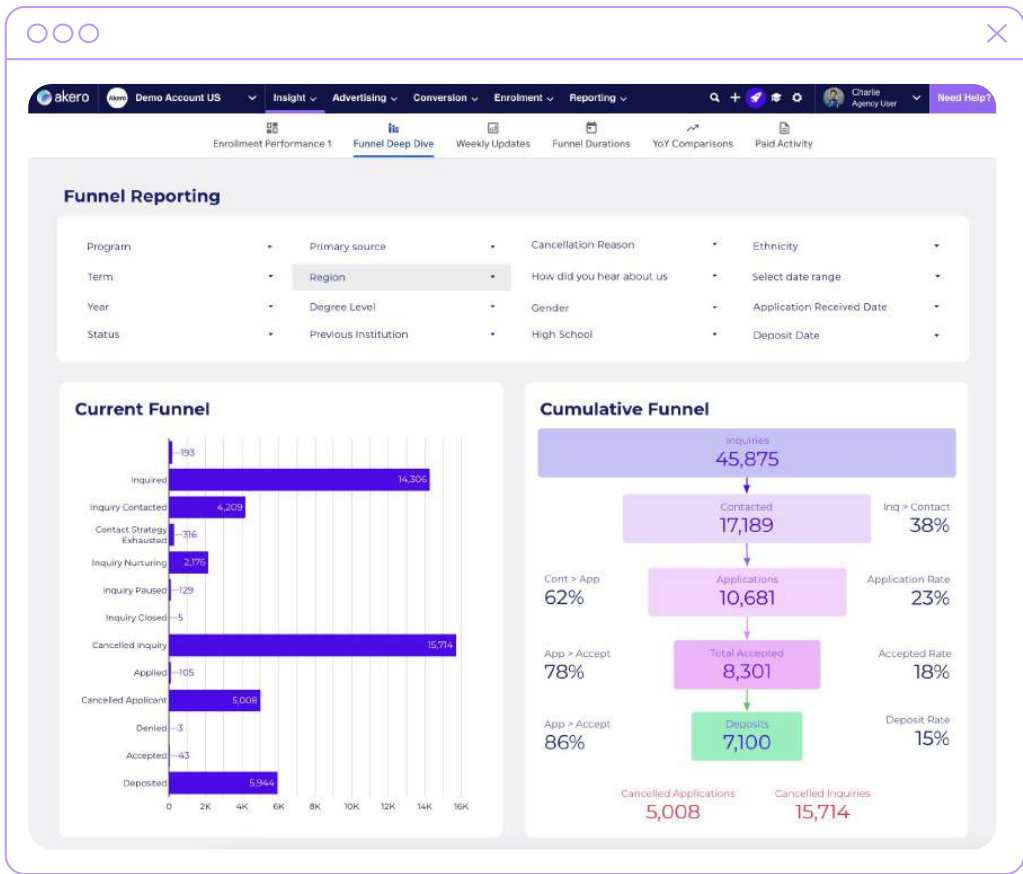 akero Akero Demo Account US Insight Advertising Conversion Enrolment Reporting Charlie Agency User Need Help?
Enrollment Performance 1 Funnel Deep Dive Weekly Updates Funnel Durations YoY Comparisons Paid Activity
Funnel Reporting
Program Primary source Cancellation Reason Ethnicity
Term Region How did you hear about us Select date range
Year Degree Level Gender Application Received Date
Status Previous Institution High School Deposit Date
Current Funnel
193
Inquired 14,306
Inquiry Contacted 4,209
Contact Strategy
Exhausted 316
Inquiry Nurturing 2,176
Inquiry Paused 129
Inquiry Closed 5
Cancelled Inquiry 15,714
Applied 105
Cancelled Applicant 5,008
Denied 3
Accepted 43
Deposited 5,944
0 2K 4K 6K 8K 10K 12K 14K 16K
Cumulative Funnel
Inquiries
45,875
Contacted Inq > Contact
17,189 38%
Cont > App Applications Application Rate
62% 10,681 23%
App > Accept Total Accepted Accepted Rate
78% 8,301 18%
App > Accept Deposits Deposit Rate
86% 7,100 15%
Cancelled Applications Cancelled Inquiries
5,008 15,714